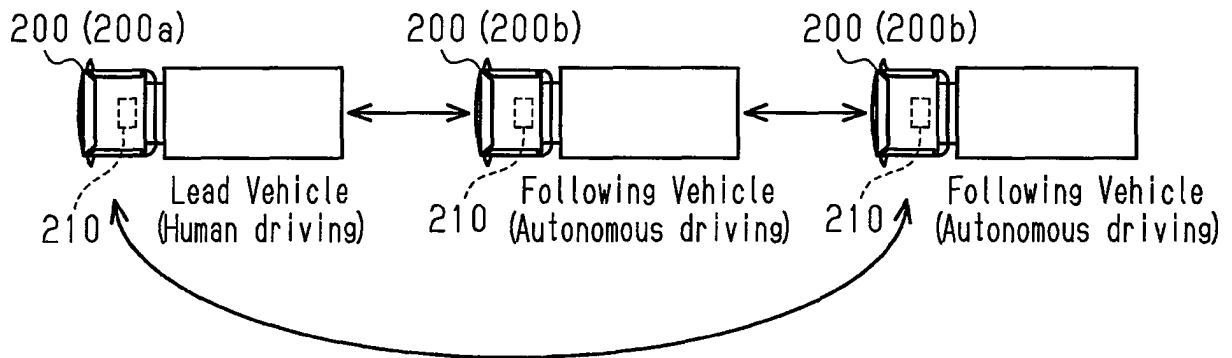 200 (200a)
200 (200b)
200 (200b)
210
Lead Vehicle
(Human driving)
210
Following Vehicle
(Autonomous driving)
210
Following Vehicle
(Autonomous driving)